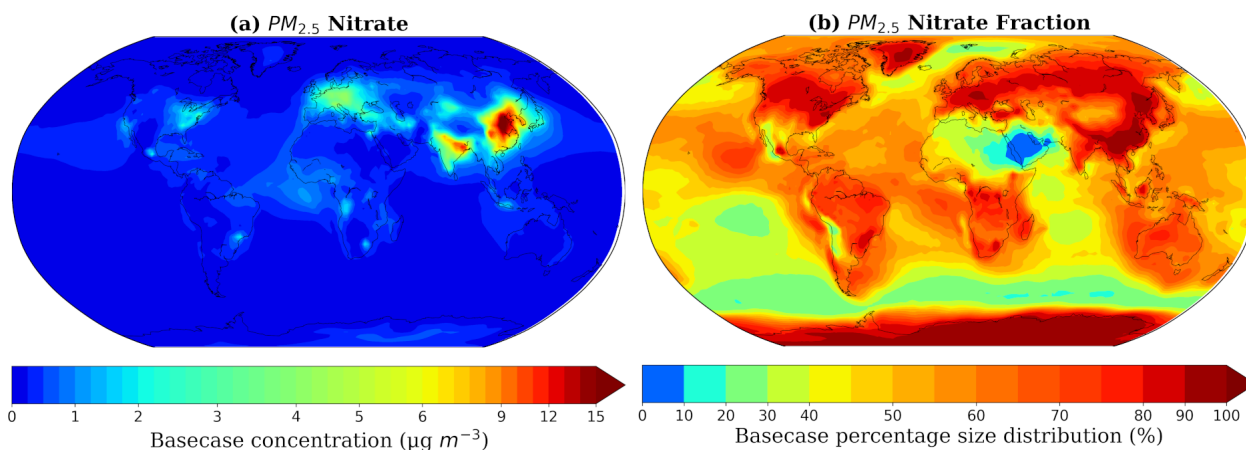 (a) PM2.5 Nitrate
(b) PM2.5 Nitrate Fraction
0 1 2 3 4 5 6 9 12 15
Basecase concentration (µg m−3)
0 10 20 30 40 50 60 70 80 90 100
Basecase percentage size distribution (%)